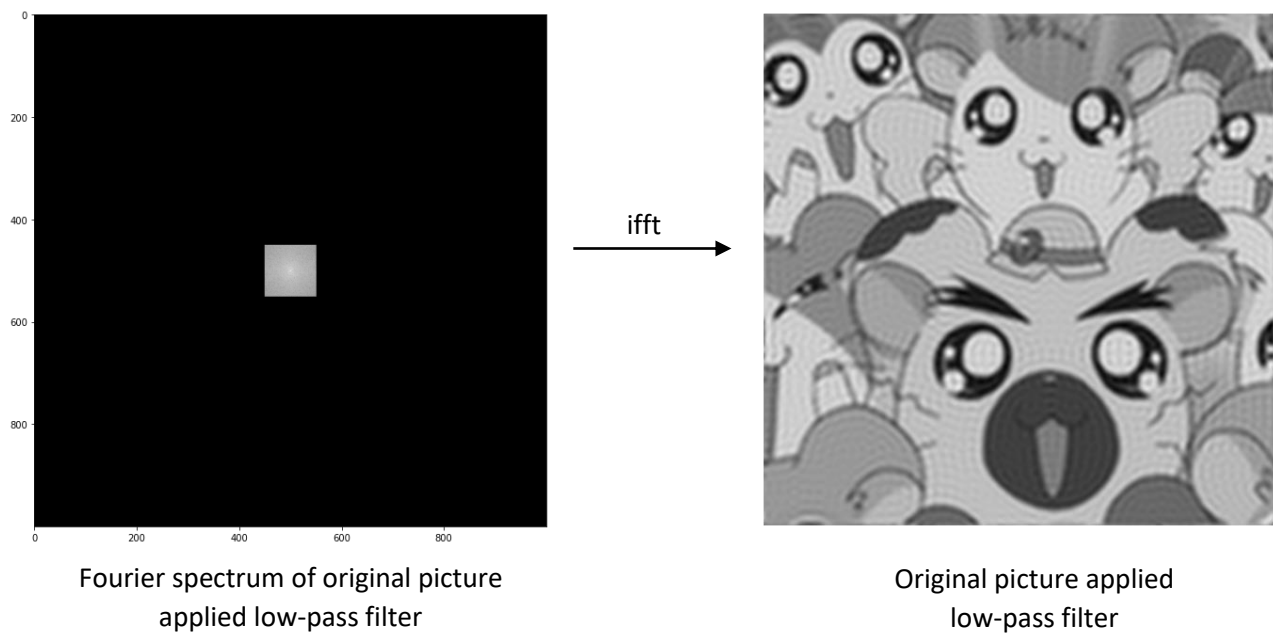 0
200
400
600
800
0
200
400
600
800
ifft
Fourier spectrum of original picture
applied low-pass filter
Original picture applied
low-pass filter